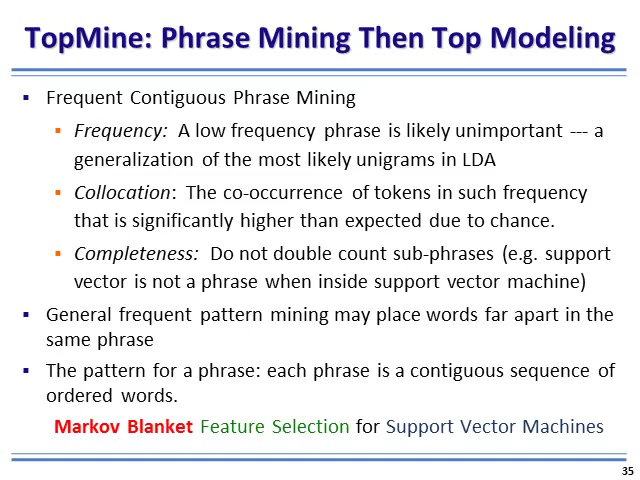 TopMine: Phrase Mining Then Top Modeling
▪ Frequent Contiguous Phrase Mining
▪ Frequency: A low frequency phrase is likely unimportant --- a
generalization of the most likely unigrams in LDA
▪ Collocation: The co-occurrence of tokens in such frequency
that is significantly higher than expected due to chance.
▪ Completeness: Do not double count sub-phrases (e.g. support
vector is not a phrase when inside support vector machine)
▪ General frequent pattern mining may place words far apart in the
same phrase
▪ The pattern for a phrase: each phrase is a contiguous sequence of
ordered words.
Markov Blanket Feature Selection for Support Vector Machines
35